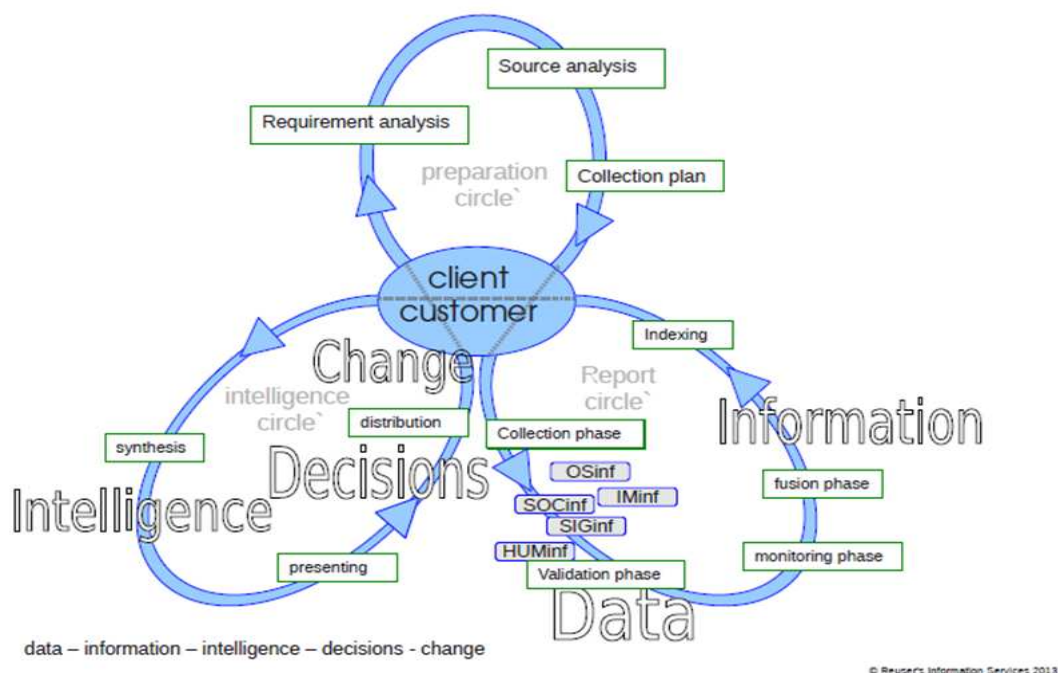 Source analysis
Requirement analysis
preparation
circle`
Collection plan
client
customer
Indexing
Change
Report
circle`
intelligence
circle`
distribution
Information
Collection phase
synthesis
Decisions
OSinf
fusion phase
IMinf
SOCinf
Intelligence
SIGinf
HUMinf
monitoring phase
presenting
Validation phase
Data
data – information – intelligence – decisions - change
© Reuser's Information Services 2013